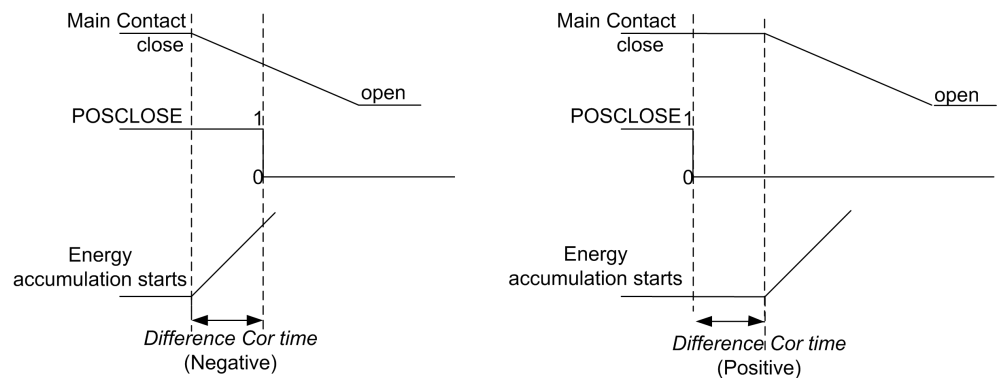 Main Contact
close
open
POSCLOSE 1
0
Energy
accumulation starts
Difference Cor time
(Negative)
Main Contact
close
open
POSCLOSE 1
0
Energy
accumulation starts
Difference Cor time
(Positive)